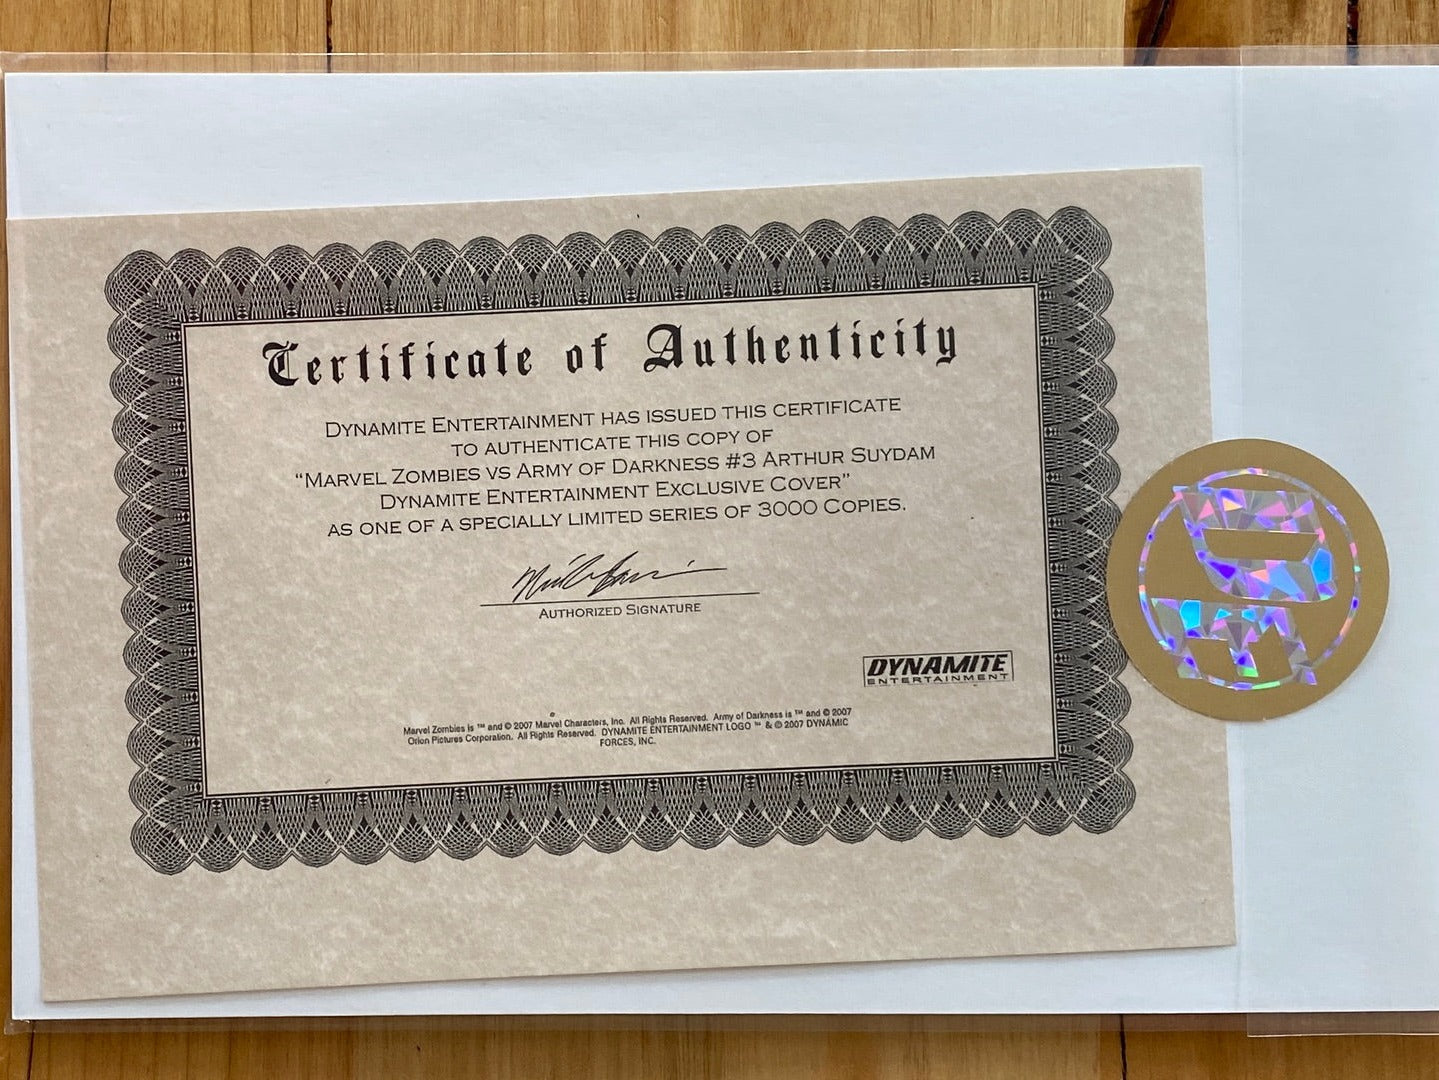 Certificate of Authenticity
DYNAMITE ENTERTAINMENT HAS ISSUED THIS CERTIFICATE
TO AUTHENTICATE THIS COPY OF
“MARVEL ZOMBIES VS ARMY OF DARKNESS #3 ARTHUR SUYDAM
DYNAMITE ENTERTAINMENT EXCLUSIVE COVER”
AS ONE OF A SPECIALLY LIMITED SERIES OF 3000 COPIES.
AUTHORIZED SIGNATURE
DYNAMITE
ENTERTAINMENT
Marvel Zombies is ™ and © 2007 Marvel Characters, Inc. All Rights Reserved. Army of Darkness is ™ and © 2007
Orion Pictures Corporation. All Rights Reserved. DYNAMITE ENTERTAINMENT LOGO ™ & © 2007 DYNAMIC
FORCES, INC.